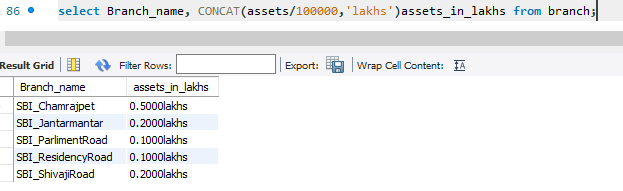 86 select Branch_name, CONCAT(assets/100000,'lakhs')assets_in_lakhs from branch;
Result Grid Filter Rows: Export: Wrap Cell Content:
Branch_name assets_in_lakhs
SBI_Chamrajpet 0.5000lakhs
SBI_Jantarmantar 0.2000lakhs
SBI_ParlimentRoad 0.1000lakhs
SBI_ResidencyRoad 0.1000lakhs
SBI_ShivajiRoad 0.2000lakhs